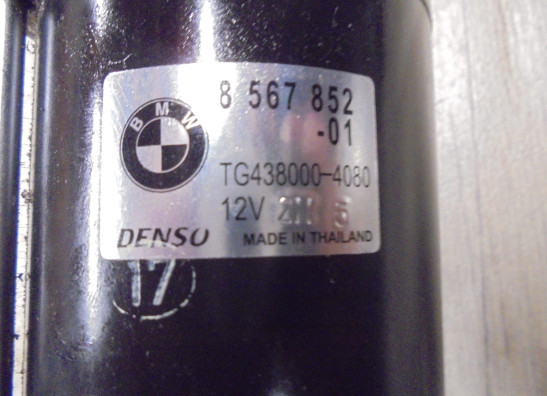 BMW
8 567 852
-01
TG438000-4080
12V
DENSO MADE IN THAILAND
17